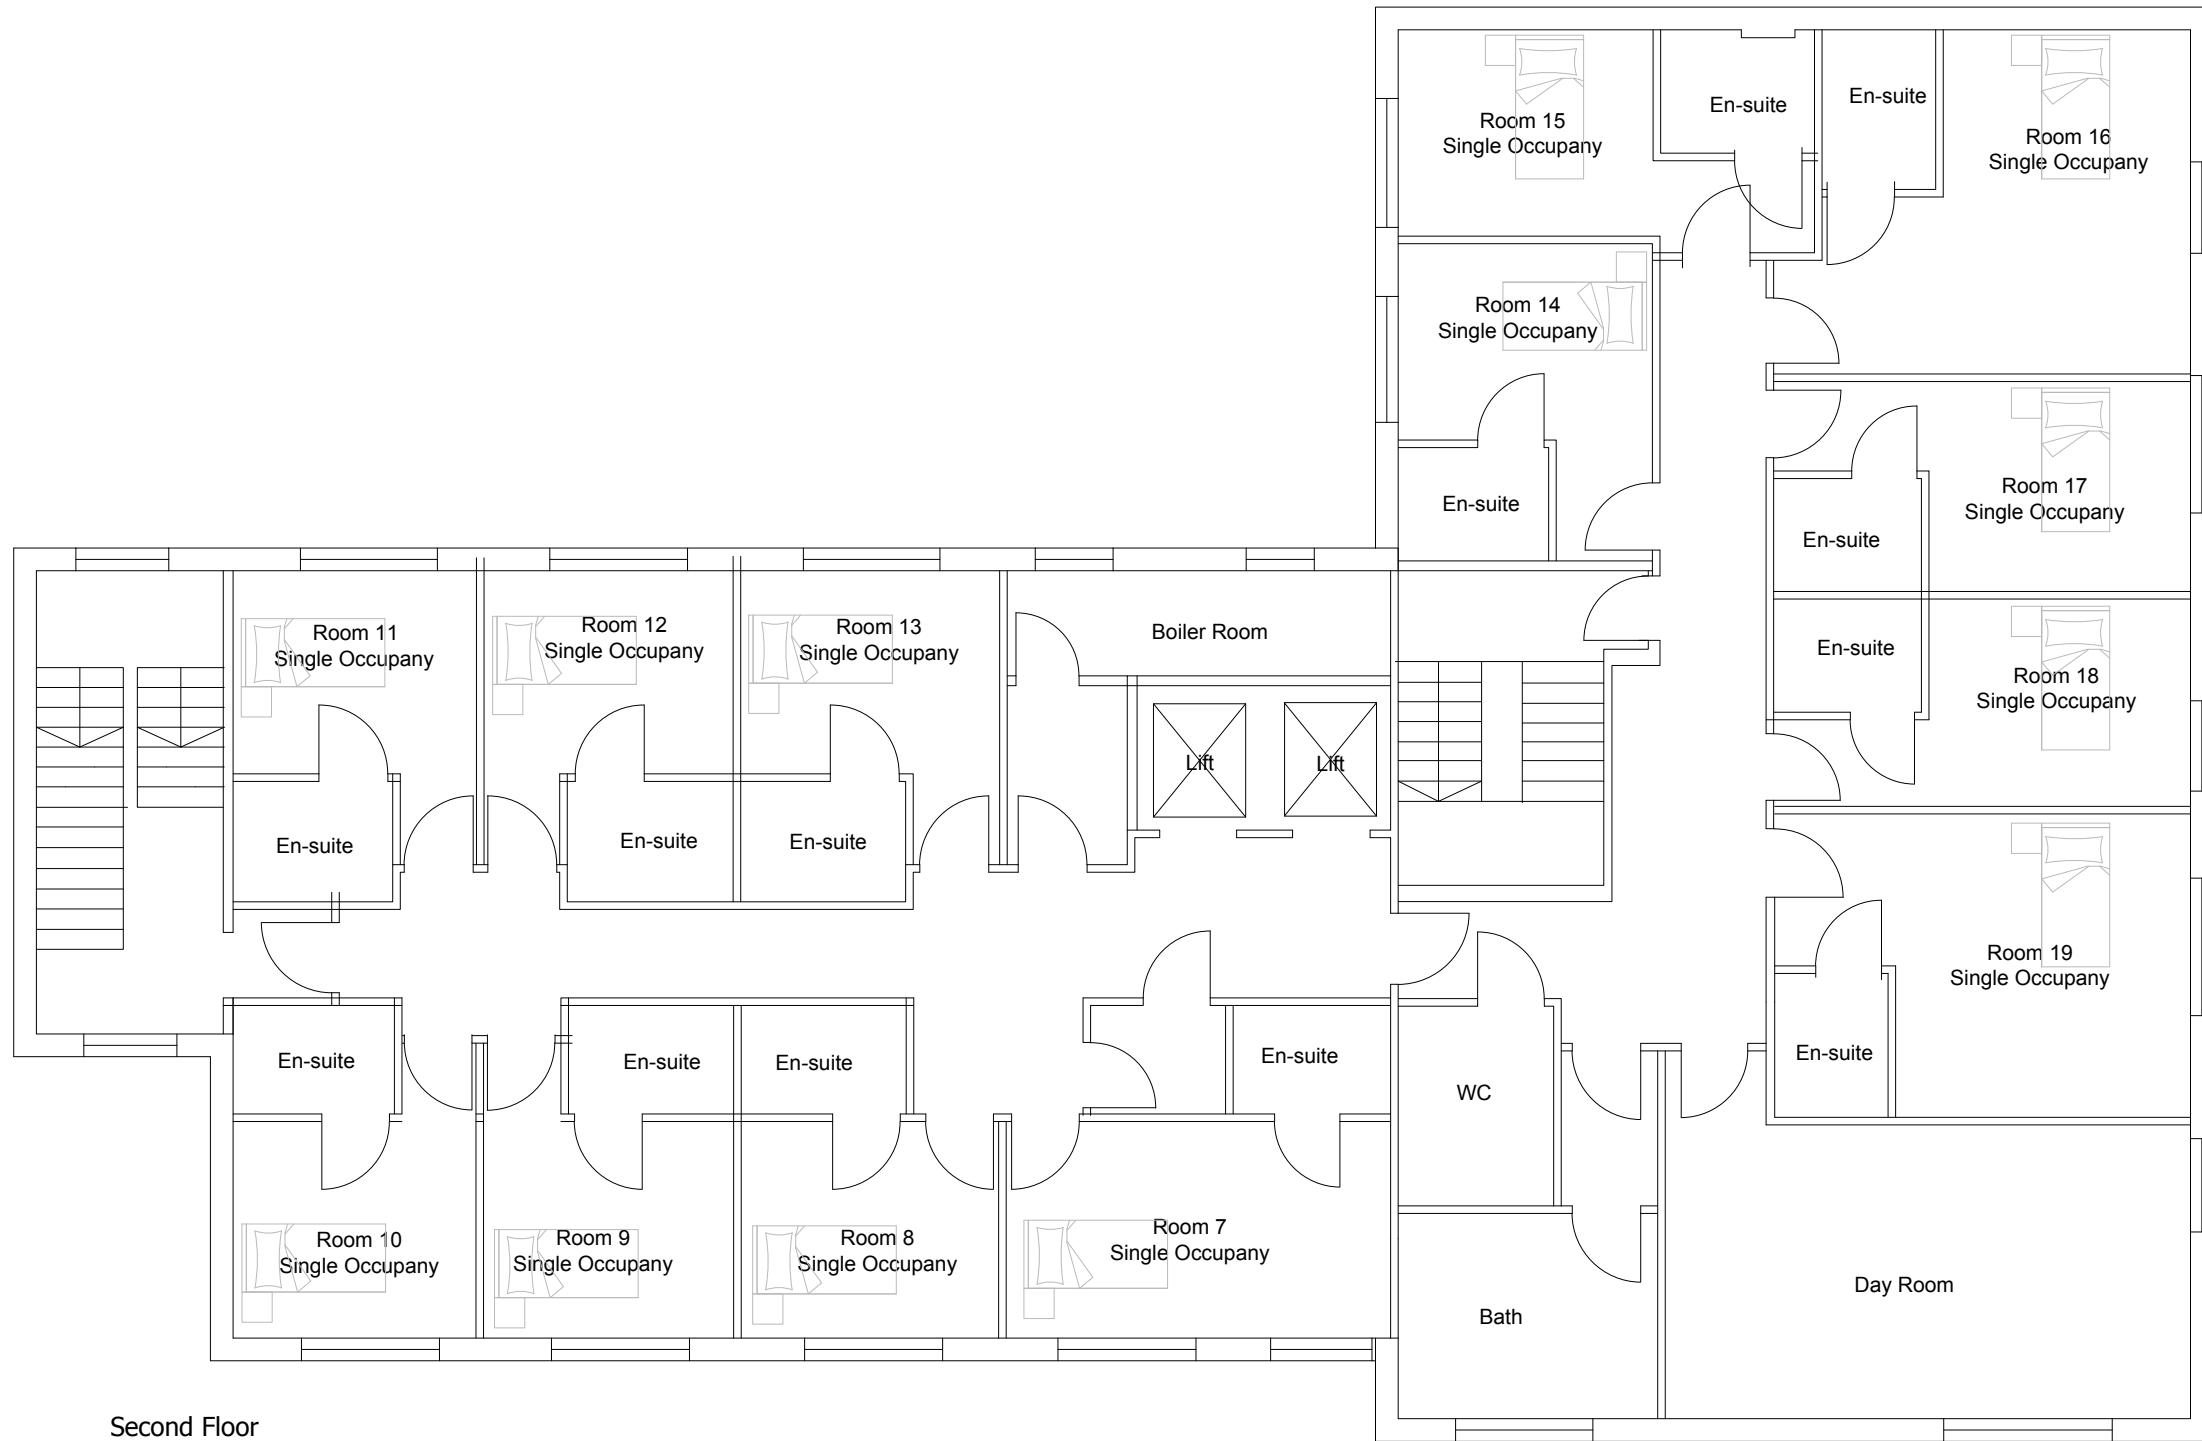 Room 15
Single Occupany
En-suite
En-suite
Room 16
Single Occupany
Room 14
Single Occupany
En-suite
Room 17
Single Occupany
En-suite
Room 11
Single Occupany
Room 12
Single Occupany
Room 13
Single Occupany
Boiler Room
En-suite
Room 18
Single Occupany
Lift
Lift
En-suite
En-suite
En-suite
Room 19
Single Occupany
En-suite
En-suite
En-suite
En-suite
En-suite
WC
Room 10
Single Occupany
Room 9
Single Occupany
Room 8
Single Occupany
Room 7
Single Occupany
Day Room
Bath
Second Floor